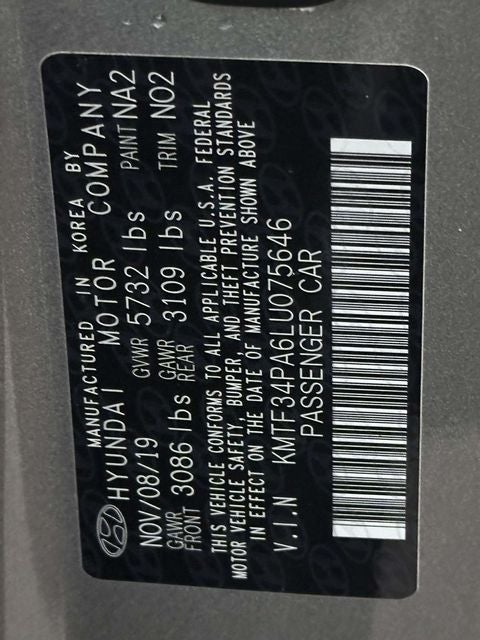 MANUFACTURED IN KOREA BY
HYUNDAI MOTOR COMPANY
NOV/08/19 GVWR 5732 lbs PAINT NA2
GAWR FRONT 3086 lbs GAWR REAR 3109 lbs TRIM NO2
THIS VEHICLE CONFORMS TO ALL APPLICABLE U.S.A. FEDERAL
MOTOR VEHICLE SAFETY, BUMPER, AND THEFT PREVENTION STANDARDS
IN EFFECT ON THE DATE OF MANUFACTURE SHOWN ABOVE
V.I.N KMTF34PA6LU075646
PASSENGER CAR